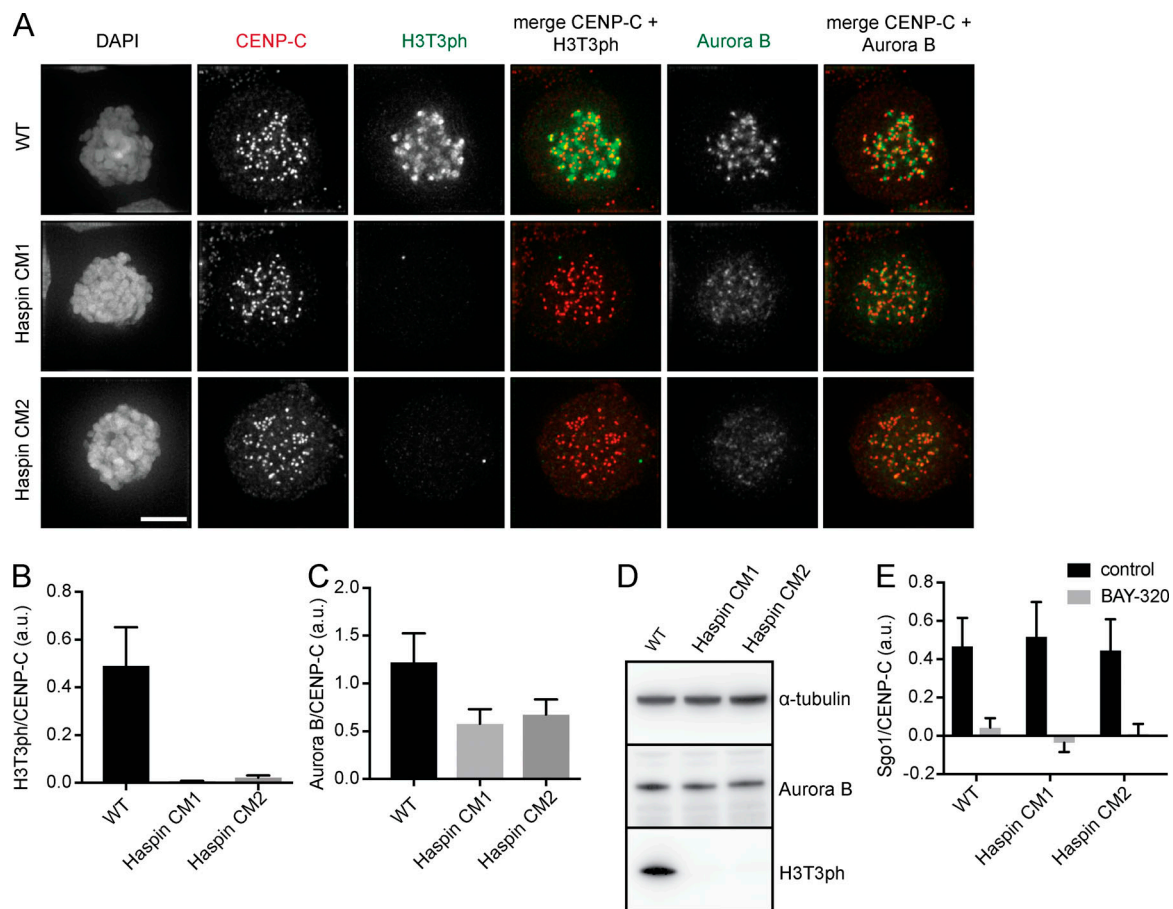 A
DAPI
CENP-C
H3T3ph
merge CENP-C +
H3T3ph
Aurora B
merge CENP-C +
Aurora B
WT
Haspin CM1
Haspin CM2
B
H3T3ph/CENP-C (a.u.)
0.8
0.6
0.4
0.2
0.0
WT
Haspin CM1
Haspin CM2
C
Aurora B/CENP-C (a.u.)
2.0
1.5
1.0
0.5
0.0
WT
Haspin CM1
Haspin CM2
D
WT
Haspin CM1
Haspin CM2
α-tubulin
Aurora B
H3T3ph
E
control
BAY-320
Sgo1/CENP-C (a.u.)
0.8
0.6
0.4
0.2
0.0
-0.2
WT
Haspin CM1
Haspin CM2